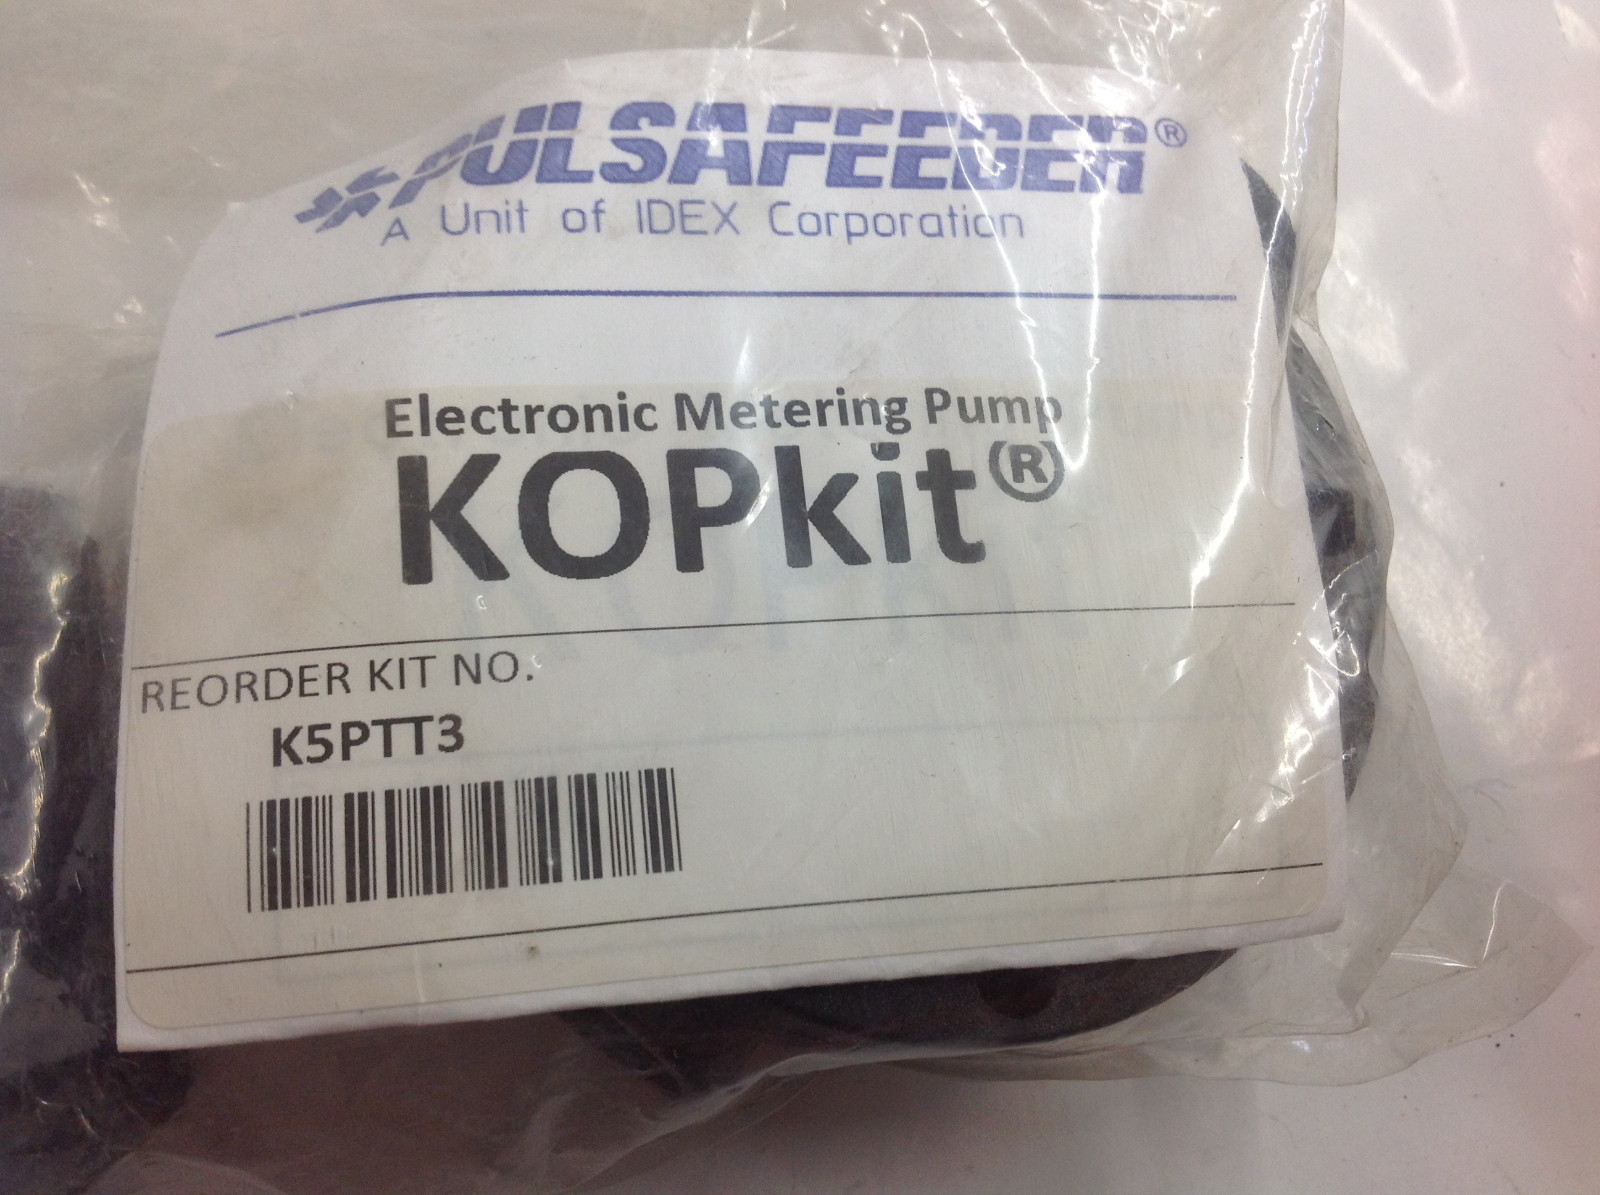 PULSAFEEDER®
A Unit of IDEX Corporation
Electronic Metering Pump
KOPkit®
REORDER KIT NO.
K5PTT3